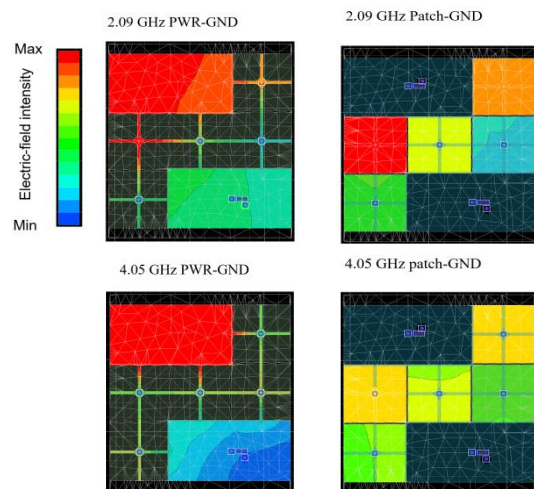 2.09 GHz PWR-GND
2.09 GHz Patch-GND
Max
Electric-field intensity
Min
4.05 GHz PWR-GND
4.05 GHz patch-GND